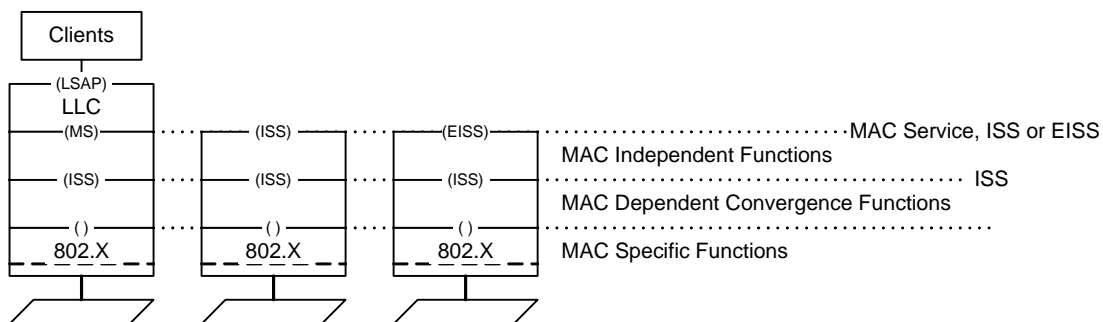 Clients
(LSAP)
LLC
(MS) (ISS) (EISS) MAC Service, ISS or EISS
MAC Independent Functions
(ISS) (ISS) (ISS) ISS
MAC Dependent Convergence Functions
( ) ( ) ( )
802.X 802.X 802.X MAC Specific Functions